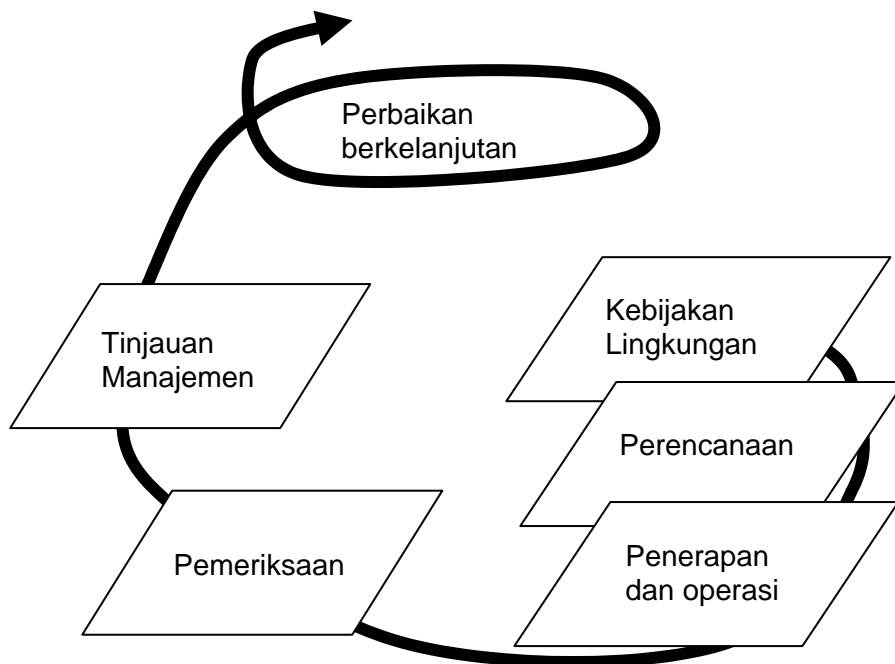 Perbaikan
berkelanjutan
Tinjauan
Manajemen
Kebijakan
Lingkungan
Perencanaan
Pemeriksaan
Penerapan
dan operasi